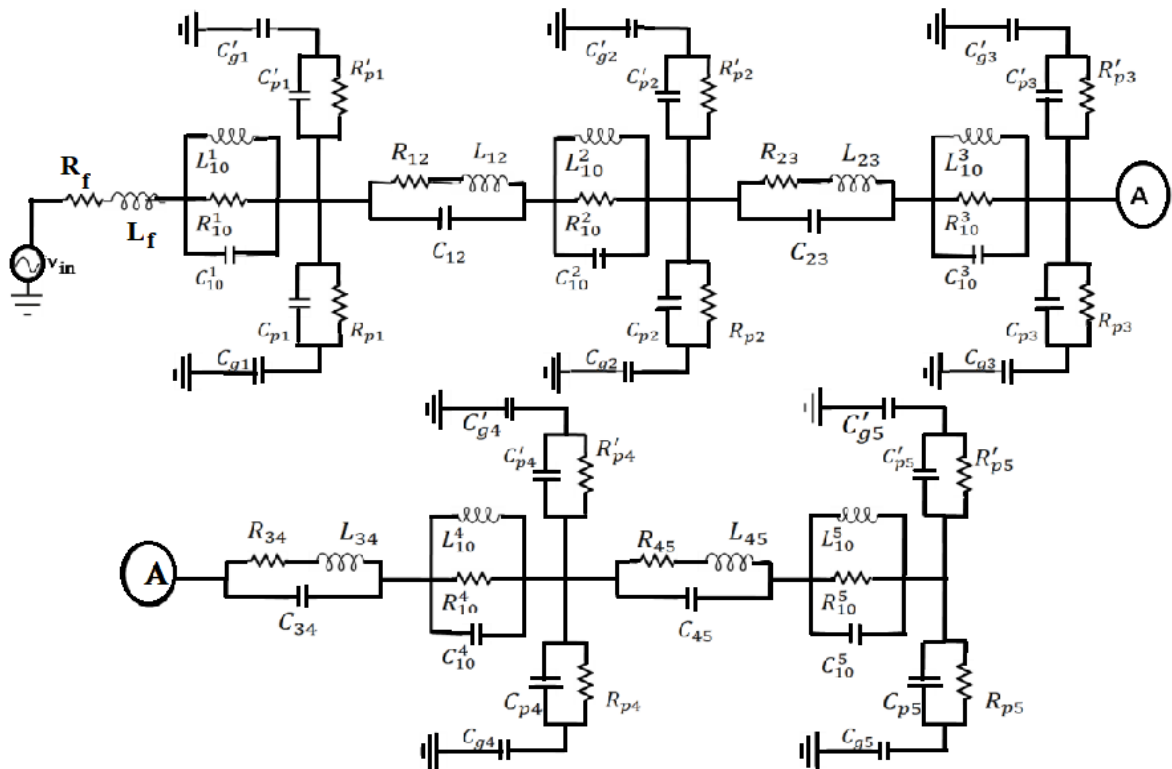 C'g1 C'g2 C'g3
C'p1 R'p1 C'p2 R'p2 C'p3 R'p3
Rf Lf L¹10 R12 L12 L²10 R23 L23 L³10 A
R¹10 C12 R²10 C23 R³10
vin C¹10 C²10 C³10
Cp1 Rp1 Cp2 Rp2 Cp3 Rp3
Cg1 Cg2 Cg3
C'g4 C'g5
C'p4 R'p4 C'p5 R'p5
A R34 L34 L⁴10 R45 L45 L⁵10
C34 R⁴10 C45 R⁵10
C⁴10 C⁵10
Cp4 Rp4 Cp5 Rp5
Cg4 Cg5